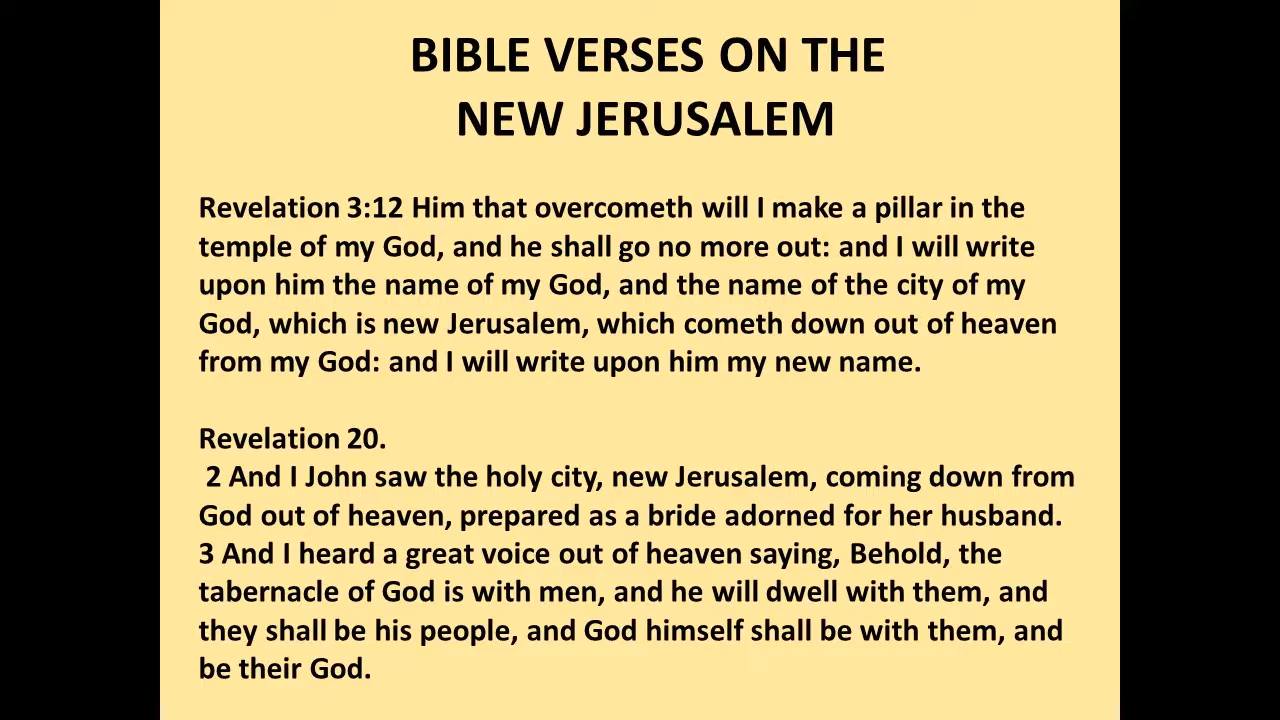 BIBLE VERSES ON THE
NEW JERUSALEM
Revelation 3:12 Him that overcometh will I make a pillar in the
temple of my God, and he shall go no more out: and I will write
upon him the name of my God, and the name of the city of my
God, which is new Jerusalem, which cometh down out of heaven
from my God: and I will write upon him my new name.
Revelation 20.
2 And I John saw the holy city, new Jerusalem, coming down from
God out of heaven, prepared as a bride adorned for her husband.
3 And I heard a great voice out of heaven saying, Behold, the
tabernacle of God is with men, and he will dwell with them, and
they shall be his people, and God himself shall be with them, and
be their God.